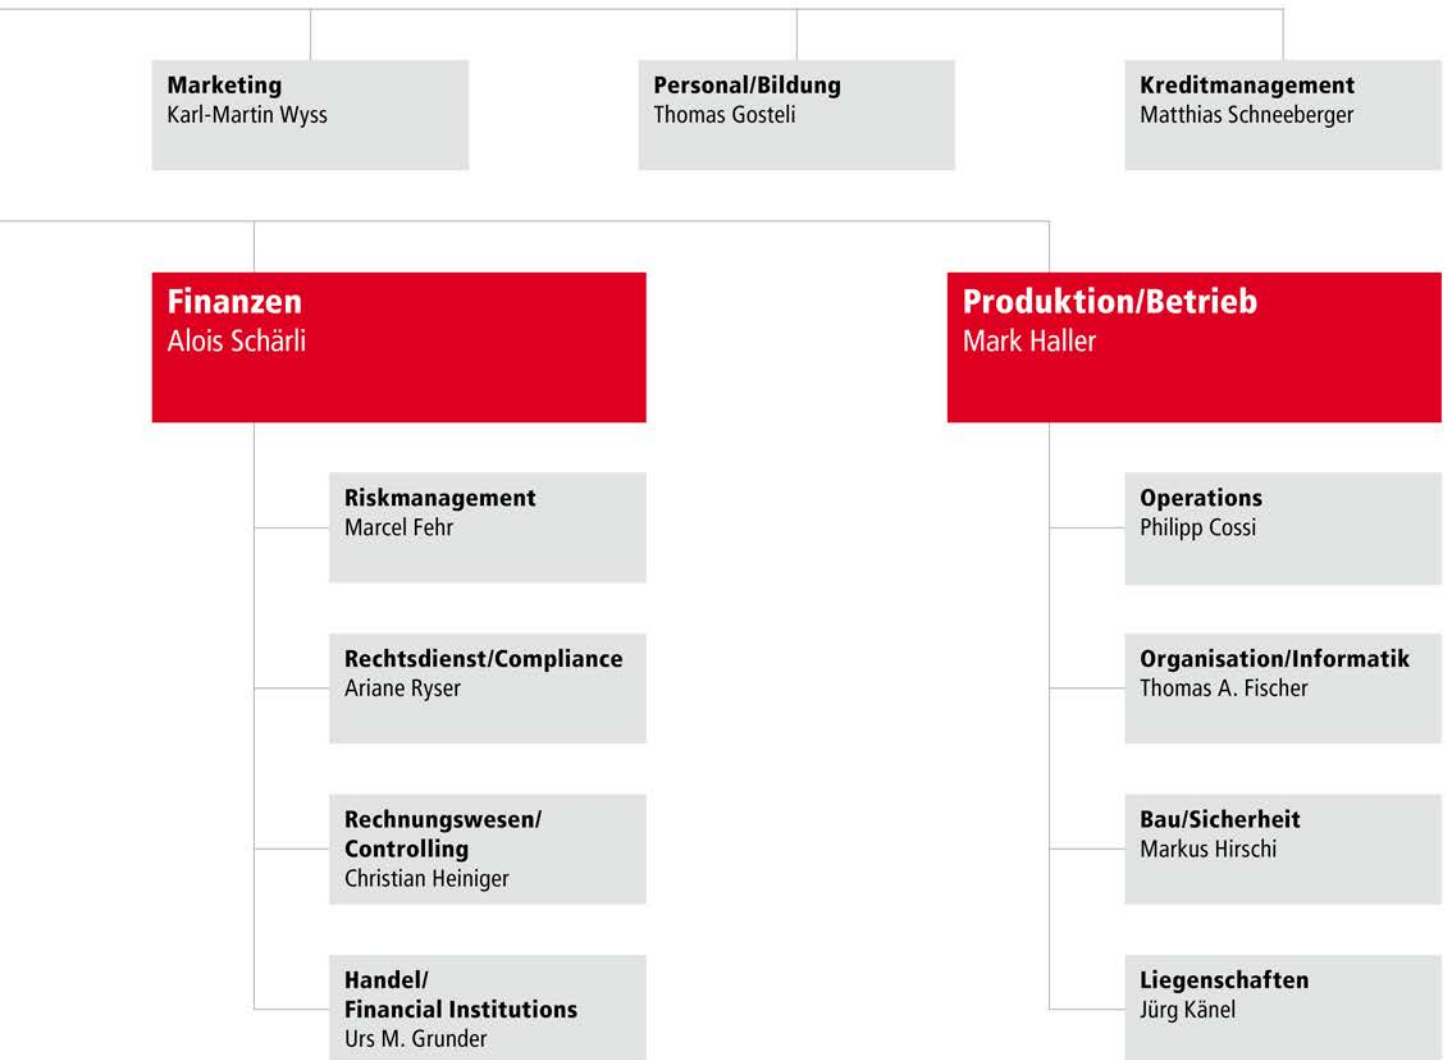 Marketing
Karl-Martin Wyss
Personal/Bildung
Thomas Gosteli
Kreditmanagement
Matthias Schneeberger
Finanzen
Alois Schärli
Produktion/Betrieb
Mark Haller
Riskmanagement
Marcel Fehr
Rechtsdienst/Compliance
Ariane Ryser
Rechnungswesen/
Controlling
Christian Heiniger
Handel/
Financial Institutions
Urs M. Grunder
Operations
Philipp Cossi
Organisation/Informatik
Thomas A. Fischer
Bau/Sicherheit
Markus Hirschi
Liegenschaften
Jürg Känel